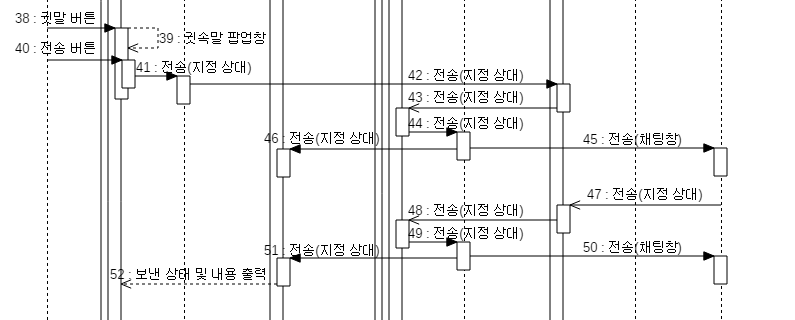 38 : 귓말 버튼
39 : 귓속말 팝업창
40 : 전송 버튼
41 : 전송(지정 상대)
42 : 전송(지정 상대)
43 : 전송(지정 상대)
44 : 전송(지정 상대)
45 : 전송(채팅창)
46 : 전송(지정 상대)
47 : 전송(지정 상대)
48 : 전송(지정 상대)
49 : 전송(지정 상대)
50 : 전송(채팅창)
51 : 전송(지정 상대)
52 : 보낸 상대 및 내용 출력